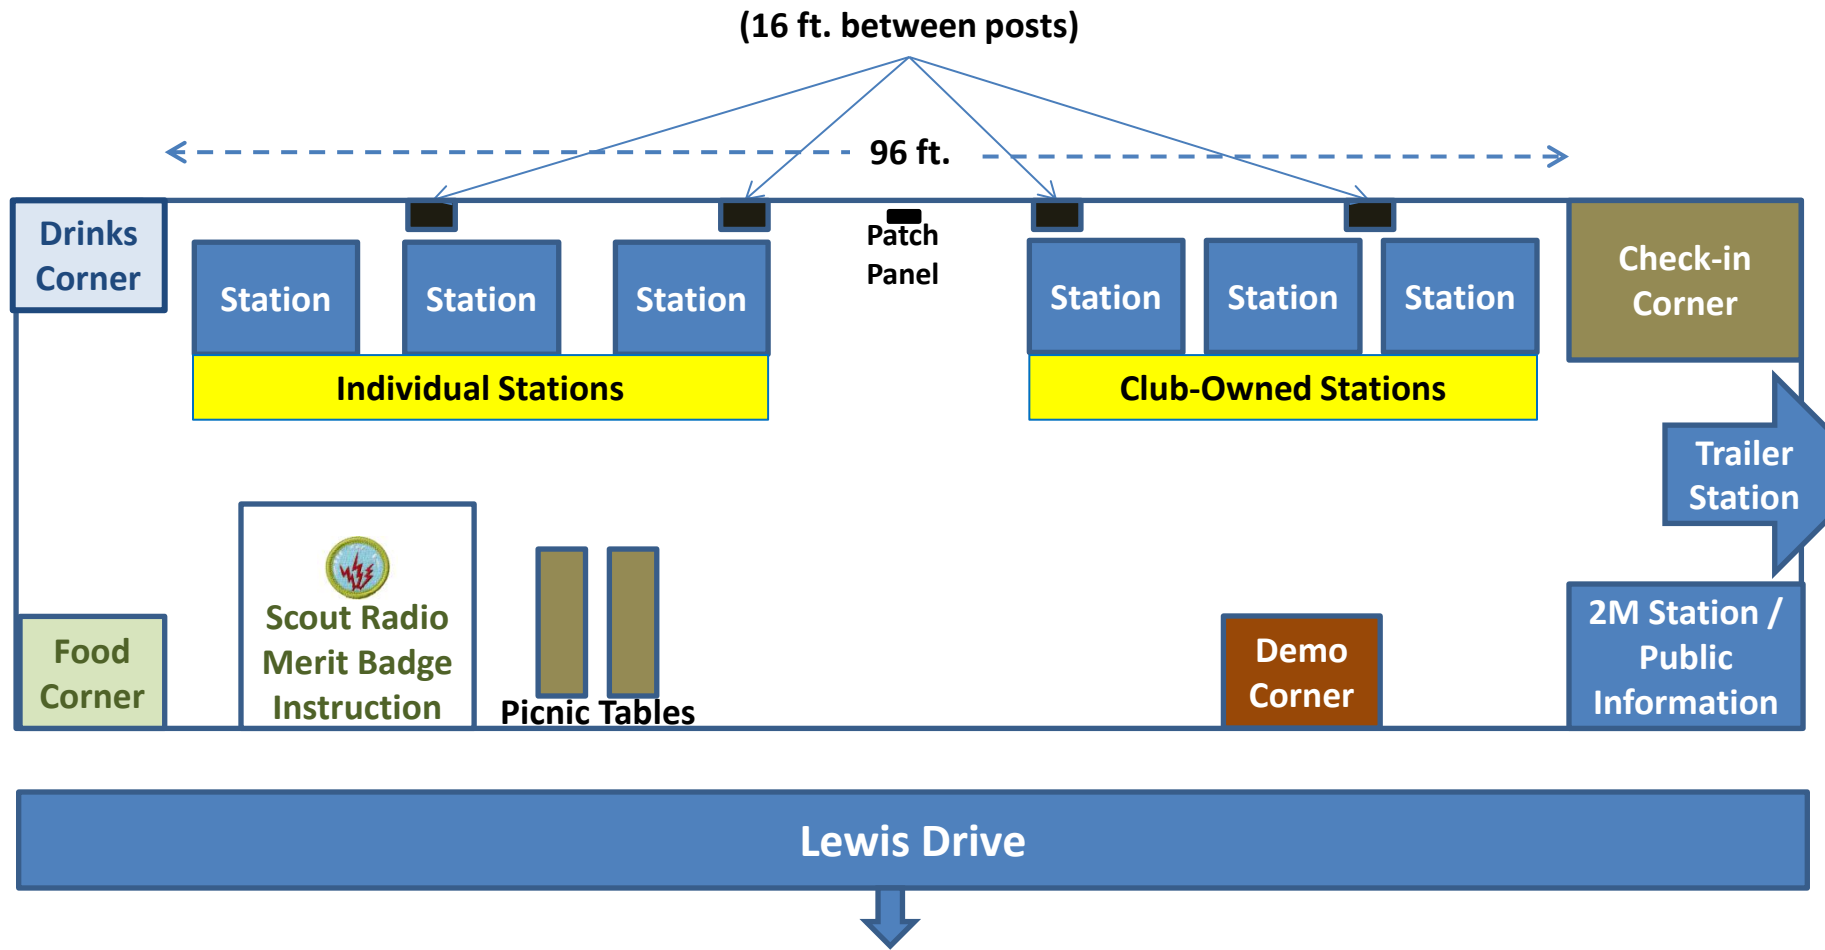 (16 ft. between posts)
96 ft.
Drinks
Corner
Patch
Panel
Check-in
Corner
Station
Station
Station
Station
Station
Station
Individual Stations
Club-Owned Stations
Trailer
Station
Scout Radio
Merit Badge
Instruction
Food
Corner
Picnic Tables
Demo
Corner
2M Station /
Public
Information
Lewis Drive